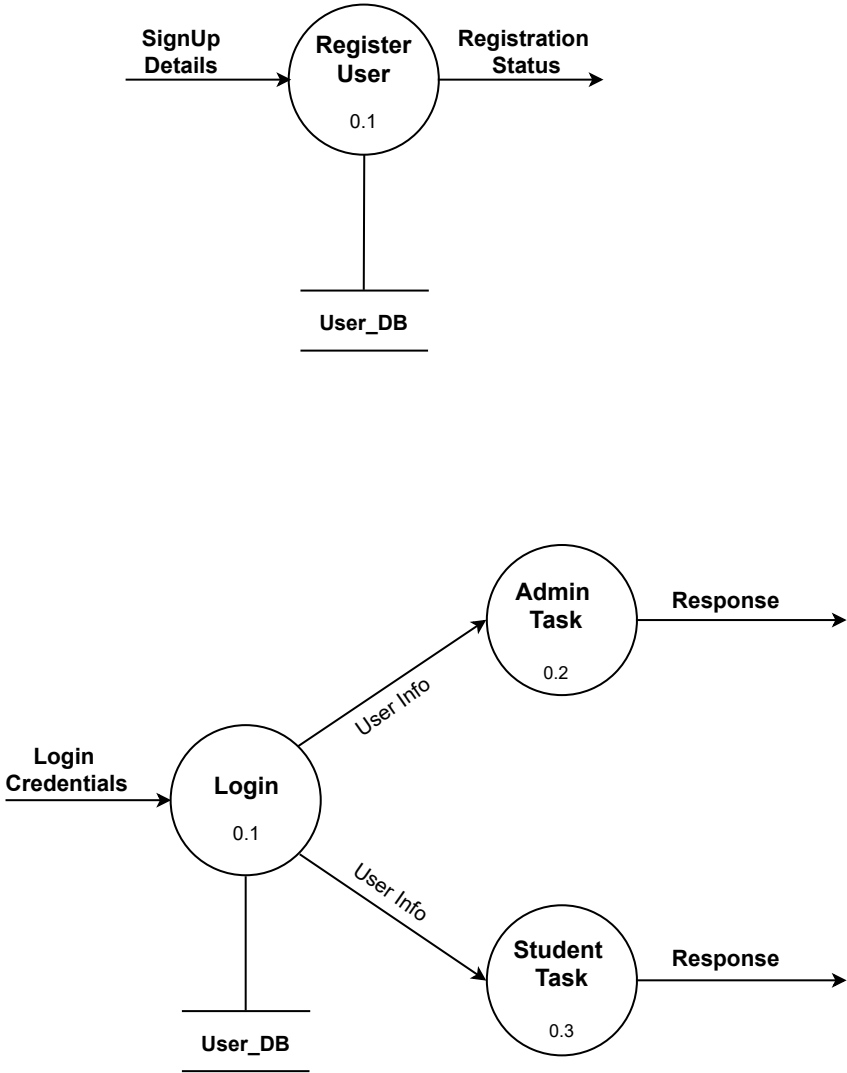 SignUp
Details
Register
User
0.1
Registration
Status
User_DB
Admin
Task
0.2
Response
User Info
Login
Credentials
Login
0.1
User Info
Student
Task
0.3
Response
User_DB